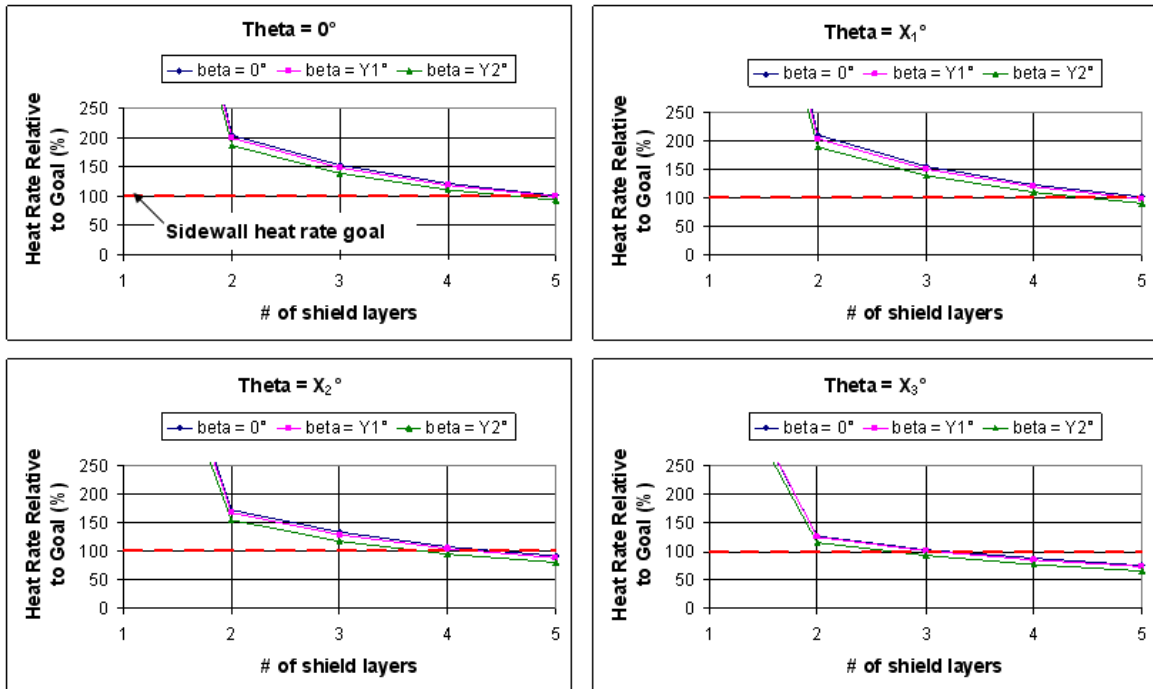 Theta = 0°
beta = 0° beta = Y1° beta = Y2°
Heat Rate Relative
to Goal (%)
250
200
150
100
50
0
Sidewall heat rate goal
1 2 3 4 5
# of shield layers
Theta = X₁°
beta = 0° beta = Y1° beta = Y2°
Heat Rate Relative
to Goal (%)
250
200
150
100
50
0
1 2 3 4 5
# of shield layers
Theta = X₂°
beta = 0° beta = Y1° beta = Y2°
Heat Rate Relative
to Goal (%)
250
200
150
100
50
0
1 2 3 4 5
# of shield layers
Theta = X₃°
beta = 0° beta = Y1° beta = Y2°
Heat Rate Relative
to Goal (%)
250
200
150
100
50
0
1 2 3 4 5
# of shield layers